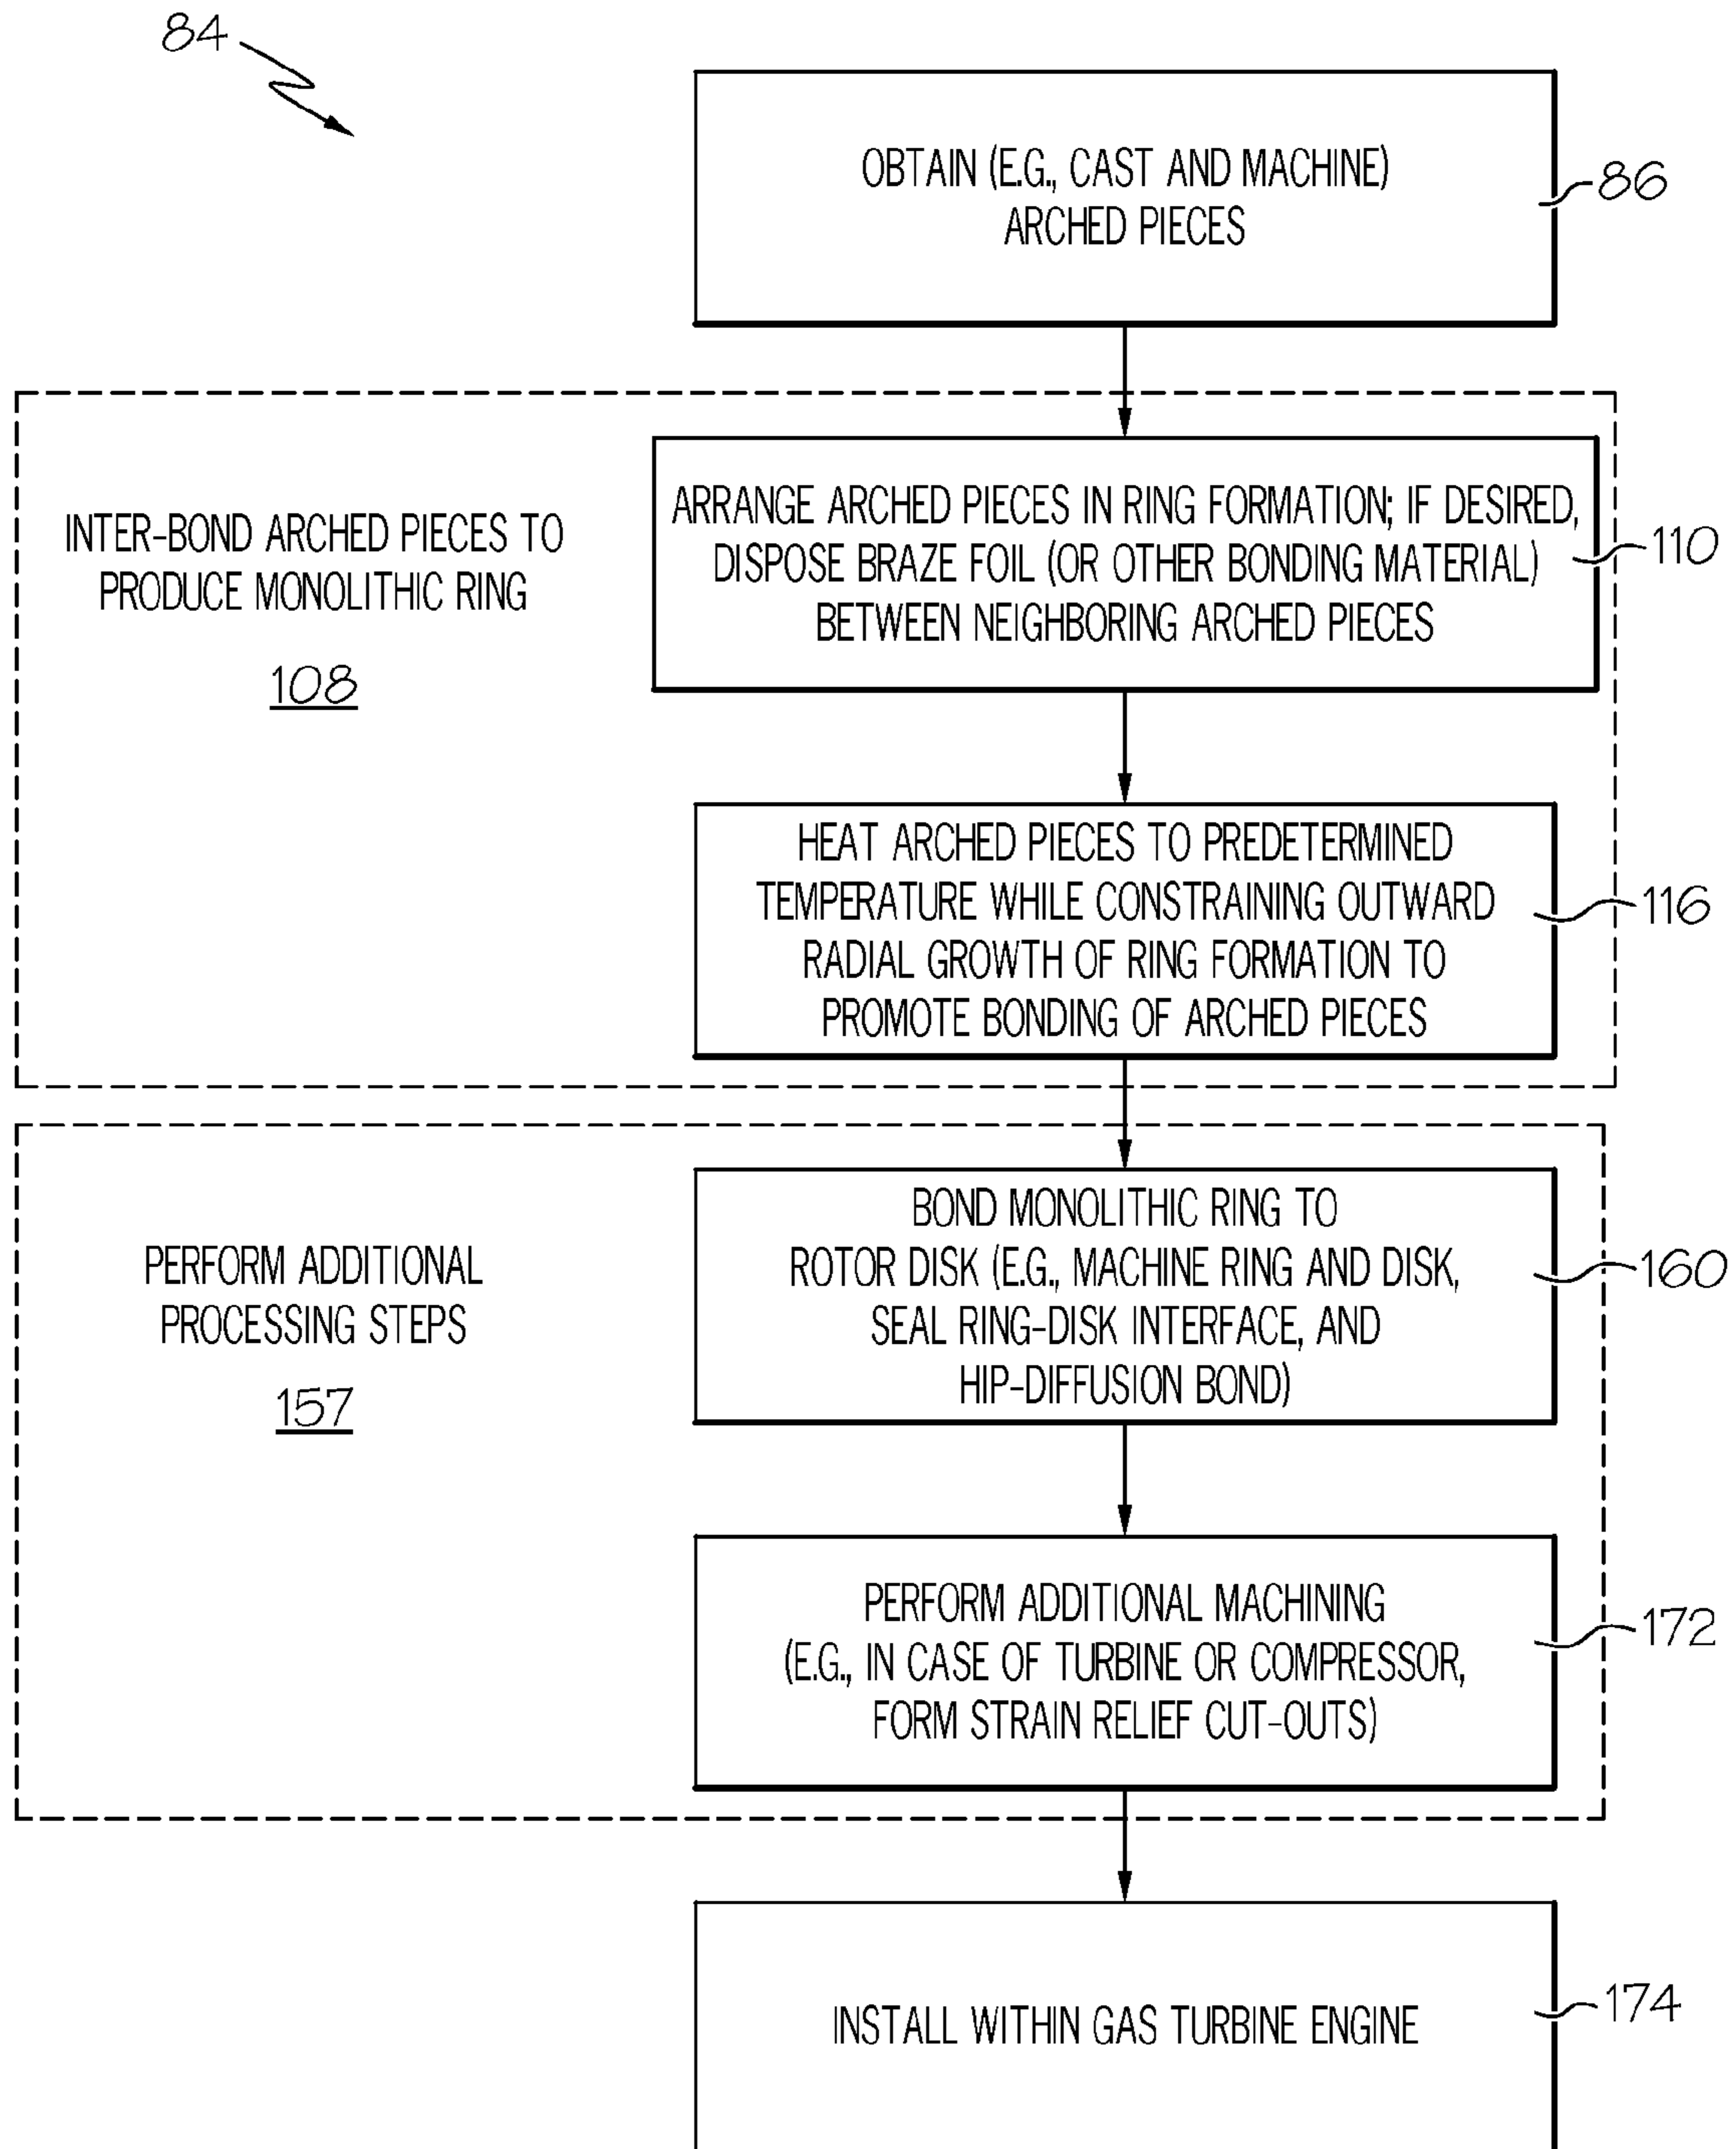 84
OBTAIN (E.G., CAST AND MACHINE)
ARCHED PIECES
86
INTER-BOND ARCHED PIECES TO
PRODUCE MONOLITHIC RING
108
ARRANGE ARCHED PIECES IN RING FORMATION; IF DESIRED,
DISPOSE BRAZE FOIL (OR OTHER BONDING MATERIAL)
BETWEEN NEIGHBORING ARCHED PIECES
110
HEAT ARCHED PIECES TO PREDETERMINED
TEMPERATURE WHILE CONSTRAINING OUTWARD
RADIAL GROWTH OF RING FORMATION TO
PROMOTE BONDING OF ARCHED PIECES
116
PERFORM ADDITIONAL
PROCESSING STEPS
157
BOND MONOLITHIC RING TO
ROTOR DISK (E.G., MACHINE RING AND DISK,
SEAL RING-DISK INTERFACE, AND
HIP-DIFFUSION BOND)
160
PERFORM ADDITIONAL MACHINING
(E.G., IN CASE OF TURBINE OR COMPRESSOR,
FORM STRAIN RELIEF CUT-OUTS)
172
INSTALL WITHIN GAS TURBINE ENGINE
174